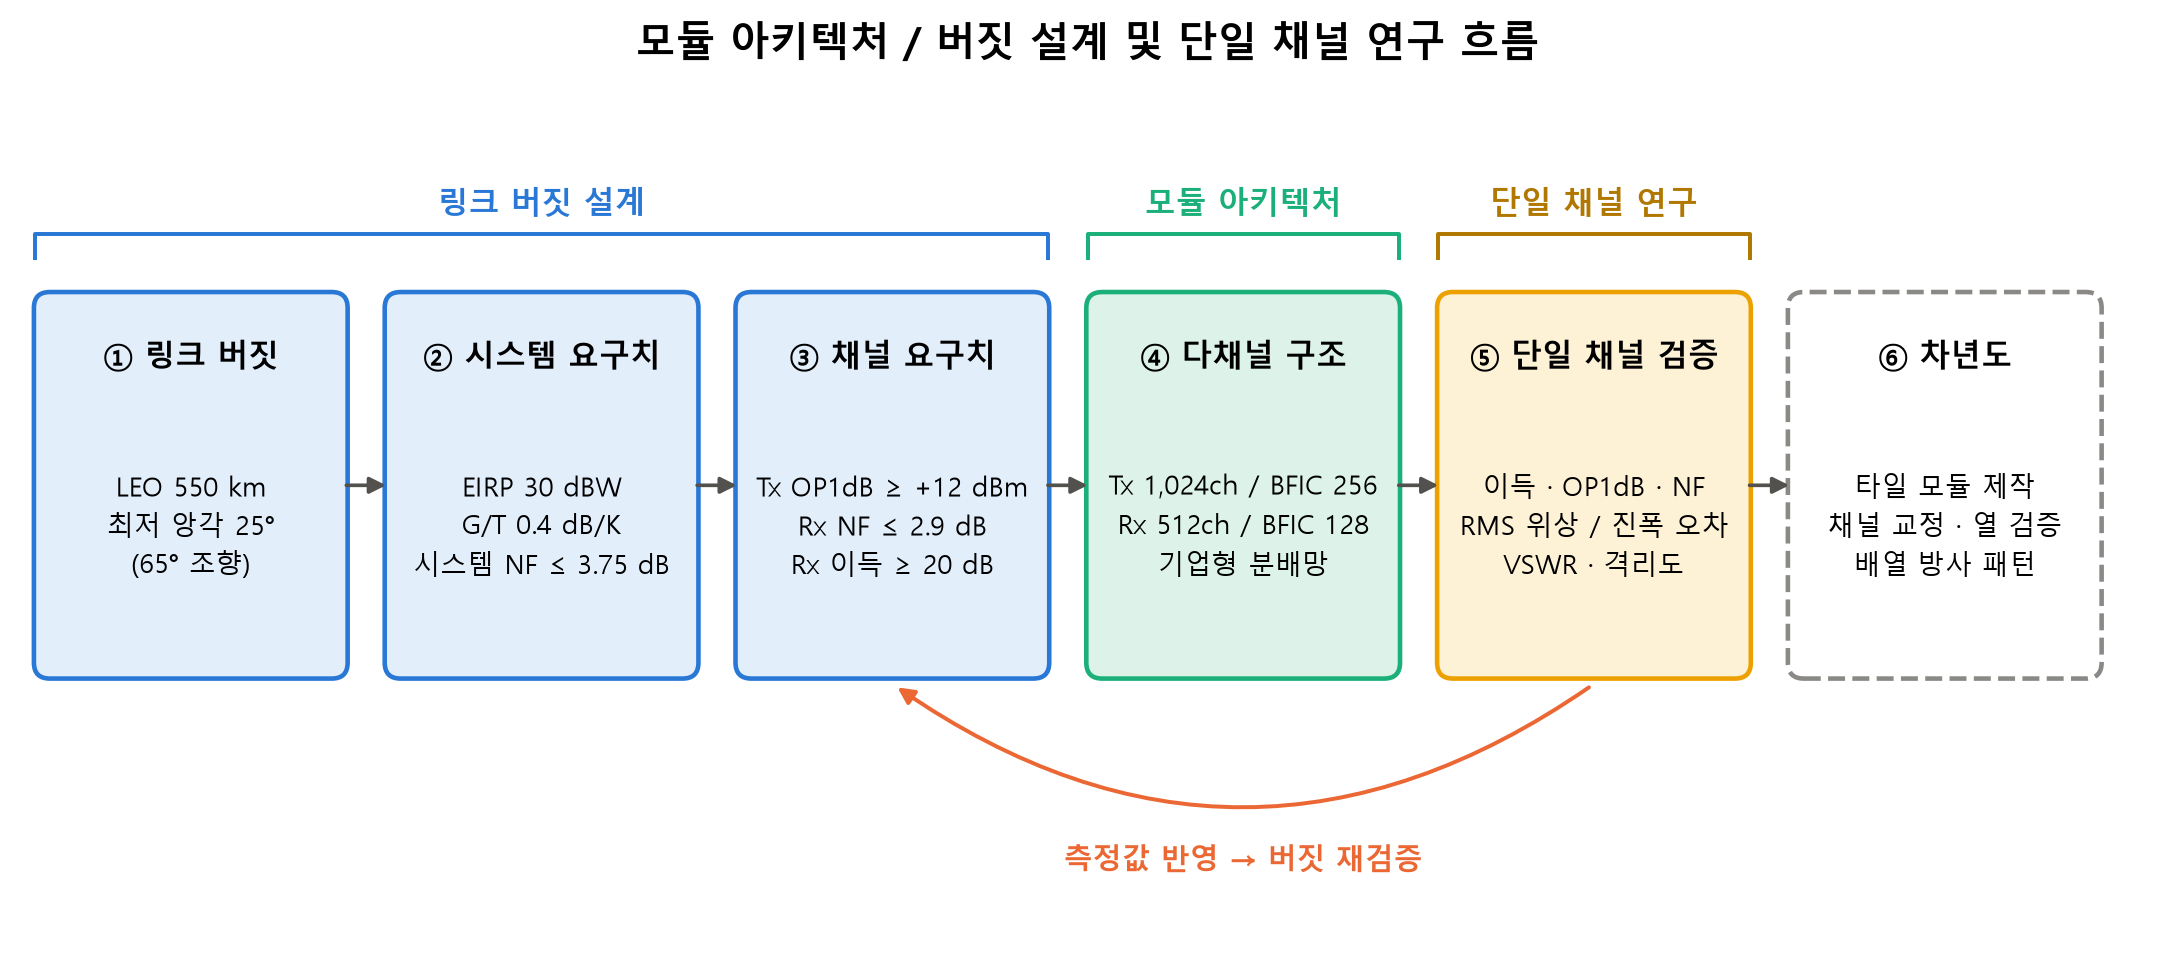 모듈 아키텍처 / 버짓 설계 및 단일 채널 연구 흐름
링크 버짓 설계
모듈 아키텍처
단일 채널 연구
① 링크 버짓
LEO 550 km
최저 앙각 25°
(65° 조향)
② 시스템 요구치
EIRP 30 dBW
G/T 0.4 dB/K
시스템 NF ≤ 3.75 dB
③ 채널 요구치
Tx OP1dB ≥ +12 dBm
Rx NF ≤ 2.9 dB
Rx 이득 ≥ 20 dB
④ 다채널 구조
Tx 1,024ch / BFIC 256
Rx 512ch / BFIC 128
기업형 분배망
⑤ 단일 채널 검증
이득 · OP1dB · NF
RMS 위상 / 진폭 오차
VSWR · 격리도
⑥ 차년도
타일 모듈 제작
채널 교정 · 열 검증
배열 방사 패턴
측정값 반영 → 버짓 재검증